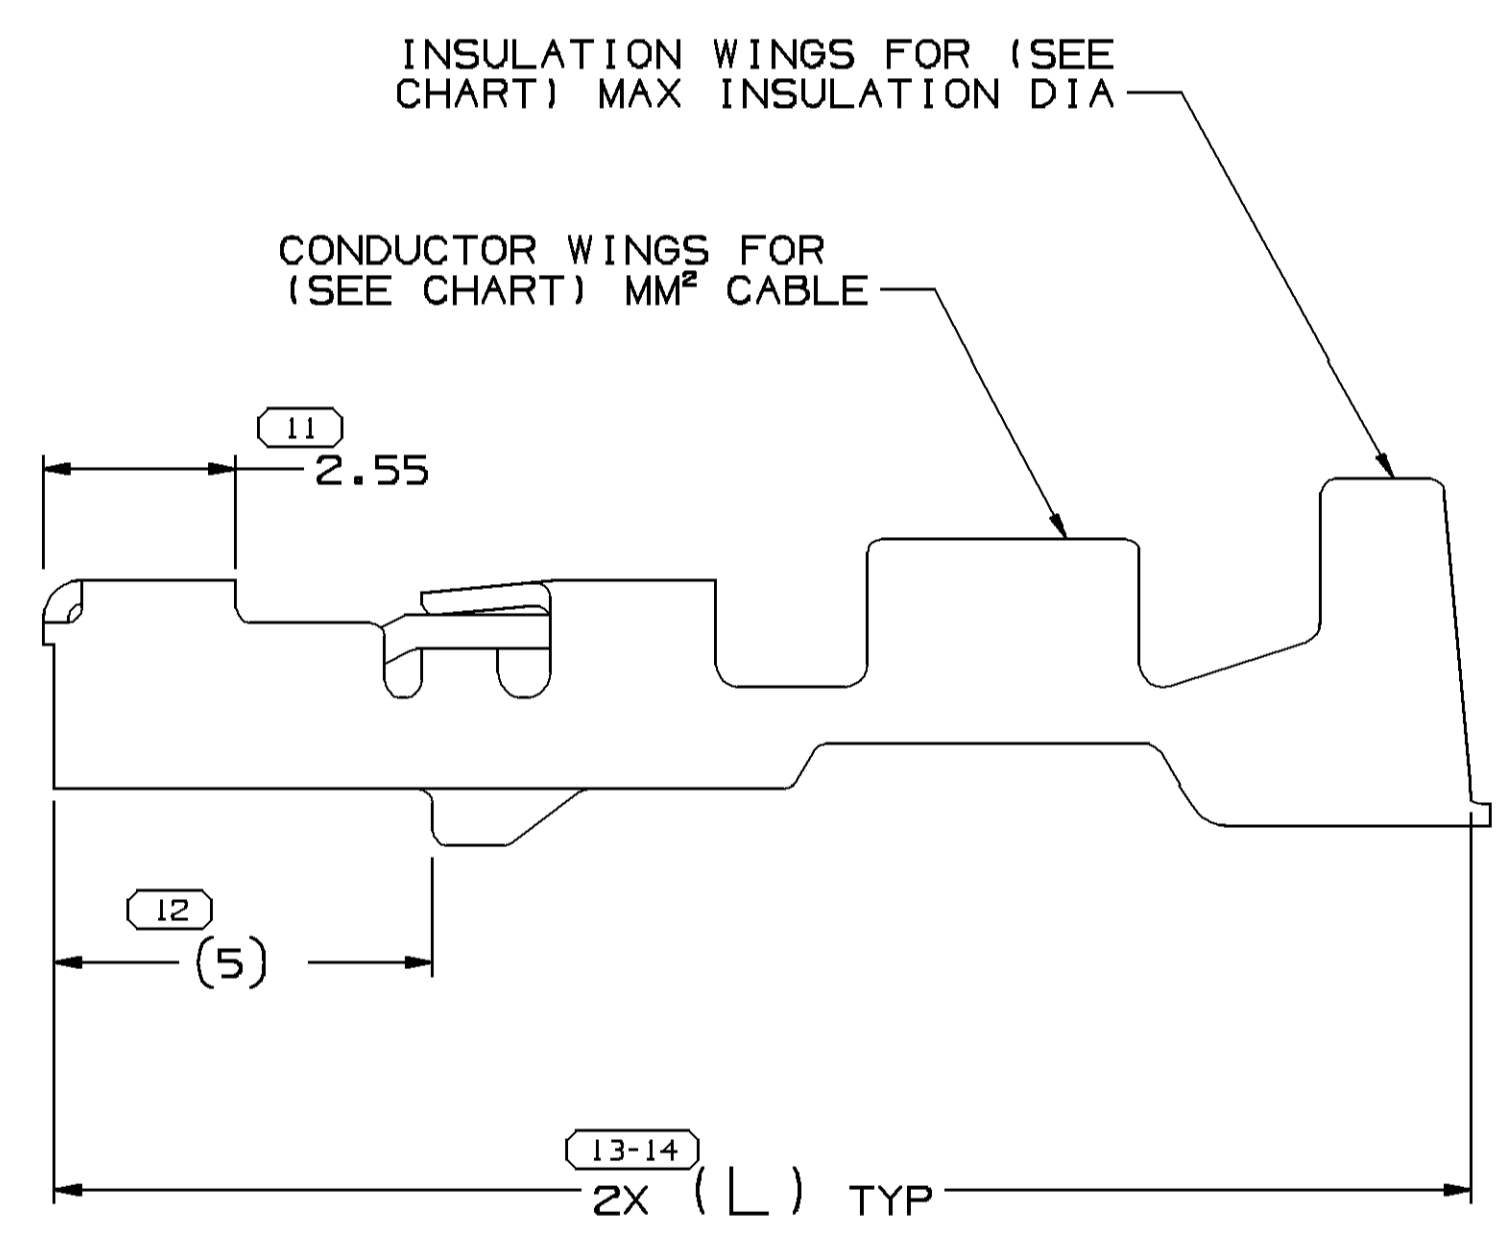 INSULATION WINGS FOR (SEE
CHART) MAX INSULATION DIA
CONDUCTOR WINGS FOR
(SEE CHART) MM² CABLE
11
2.55
12
(5)
13-14
2X (L) TYP